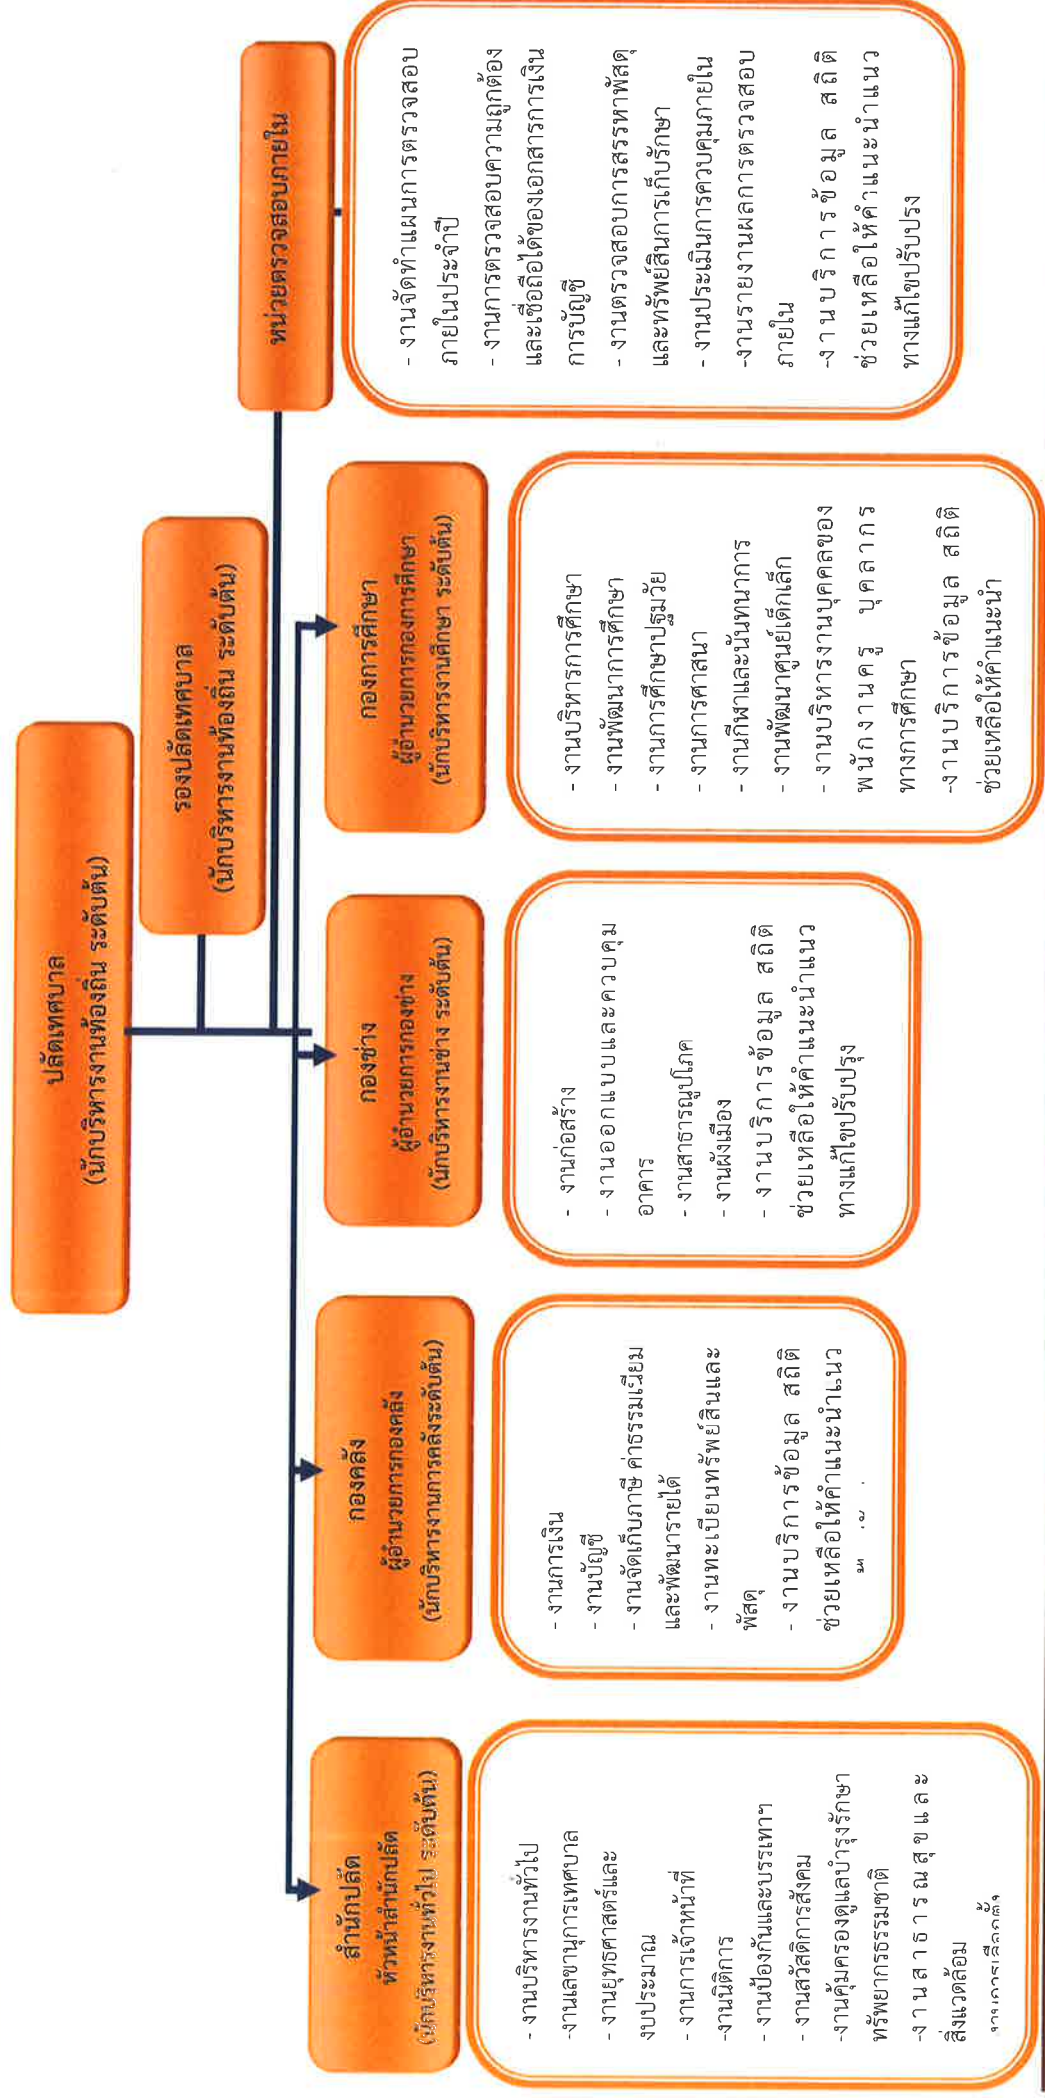 ปลัดเทศบาล
(นักบริหารงานท้องถิ่น ระดับต้น)
รองปลัดเทศบาล
(นักบริหารงานท้องถิ่น ระดับต้น)
หน่วยตรวจสอบภายใน
สำนักปลัด
หัวหน้าสำนักปลัด
(นักบริหารงานทั่วไป ระดับต้น)
กองคลัง
ผู้อำนวยการกองคลัง
(นักบริหารงานการคลังระดับต้น)
กองช่าง
ผู้อำนวยการกองช่าง
(นักบริหารงานช่าง ระดับต้น)
กองการศึกษา
ผู้อำนวยการกองการศึกษา
(นักบริหารงานศึกษา ระดับต้น)
- งานบริหารงานทั่วไป
-งานเลขานุการเทศบาล
- งานยุทธศาสตร์และ
งบประมาณ
- งานการเจ้าหน้าที่
-งานนิติการ
- งานป้องกันและบรรเทาฯ
- งานสวัสดิการสังคม
-งานคุ้มครองดูแลบำรุงรักษา
ทรัพยากรธรรมชาติ
-งานสาธารณสุขและ
สิ่งแวดล้อม
- งานการเงิน
- งานบัญชี
- งานจัดเก็บภาษี ค่าธรรมเนียม
และพัฒนารายได้
- งานทะเบียนทรัพย์สินและ
พัสดุ
- งานบริการข้อมูล สถิติ
ช่วยเหลือให้คำแนะนำแนว
- งานก่อสร้าง
- งานออกแบบและควบคุม
อาคาร
- งานสาธารณูปโภค
- งานผังเมือง
- งานบริการข้อมูล สถิติ
ช่วยเหลือให้คำแนะนำแนว
ทางแก้ไขปรับปรุง
- งานบริหารการศึกษา
- งานพัฒนาการศึกษา
- งานการศึกษาปฐมวัย
- งานการศาสนา
- งานกีฬาและนันทนาการ
- งานพัฒนาศูนย์เด็กเล็ก
- งานบริหารงานบุคคลของ
พนักงานครู บุคลากร
ทางการศึกษา
-งานบริการข้อมูล สถิติ
ช่วยเหลือให้คำแนะนำ
- งานจัดทำแผนการตรวจสอบ
ภายในประจำปี
- งานการตรวจสอบความถูกต้อง
และเชื่อถือได้ของเอกสารการเงิน
การบัญชี
- งานตรวจสอบการสรรหาพัสดุ
และทรัพย์สินการเก็บรักษา
- งานประเมินการควบคุมภายใน
-งานรายงานผลการตรวจสอบ
ภายใน
-งานบริการข้อมูล สถิติ
ช่วยเหลือให้คำแนะนำแนว
ทางแก้ไขปรับปรง